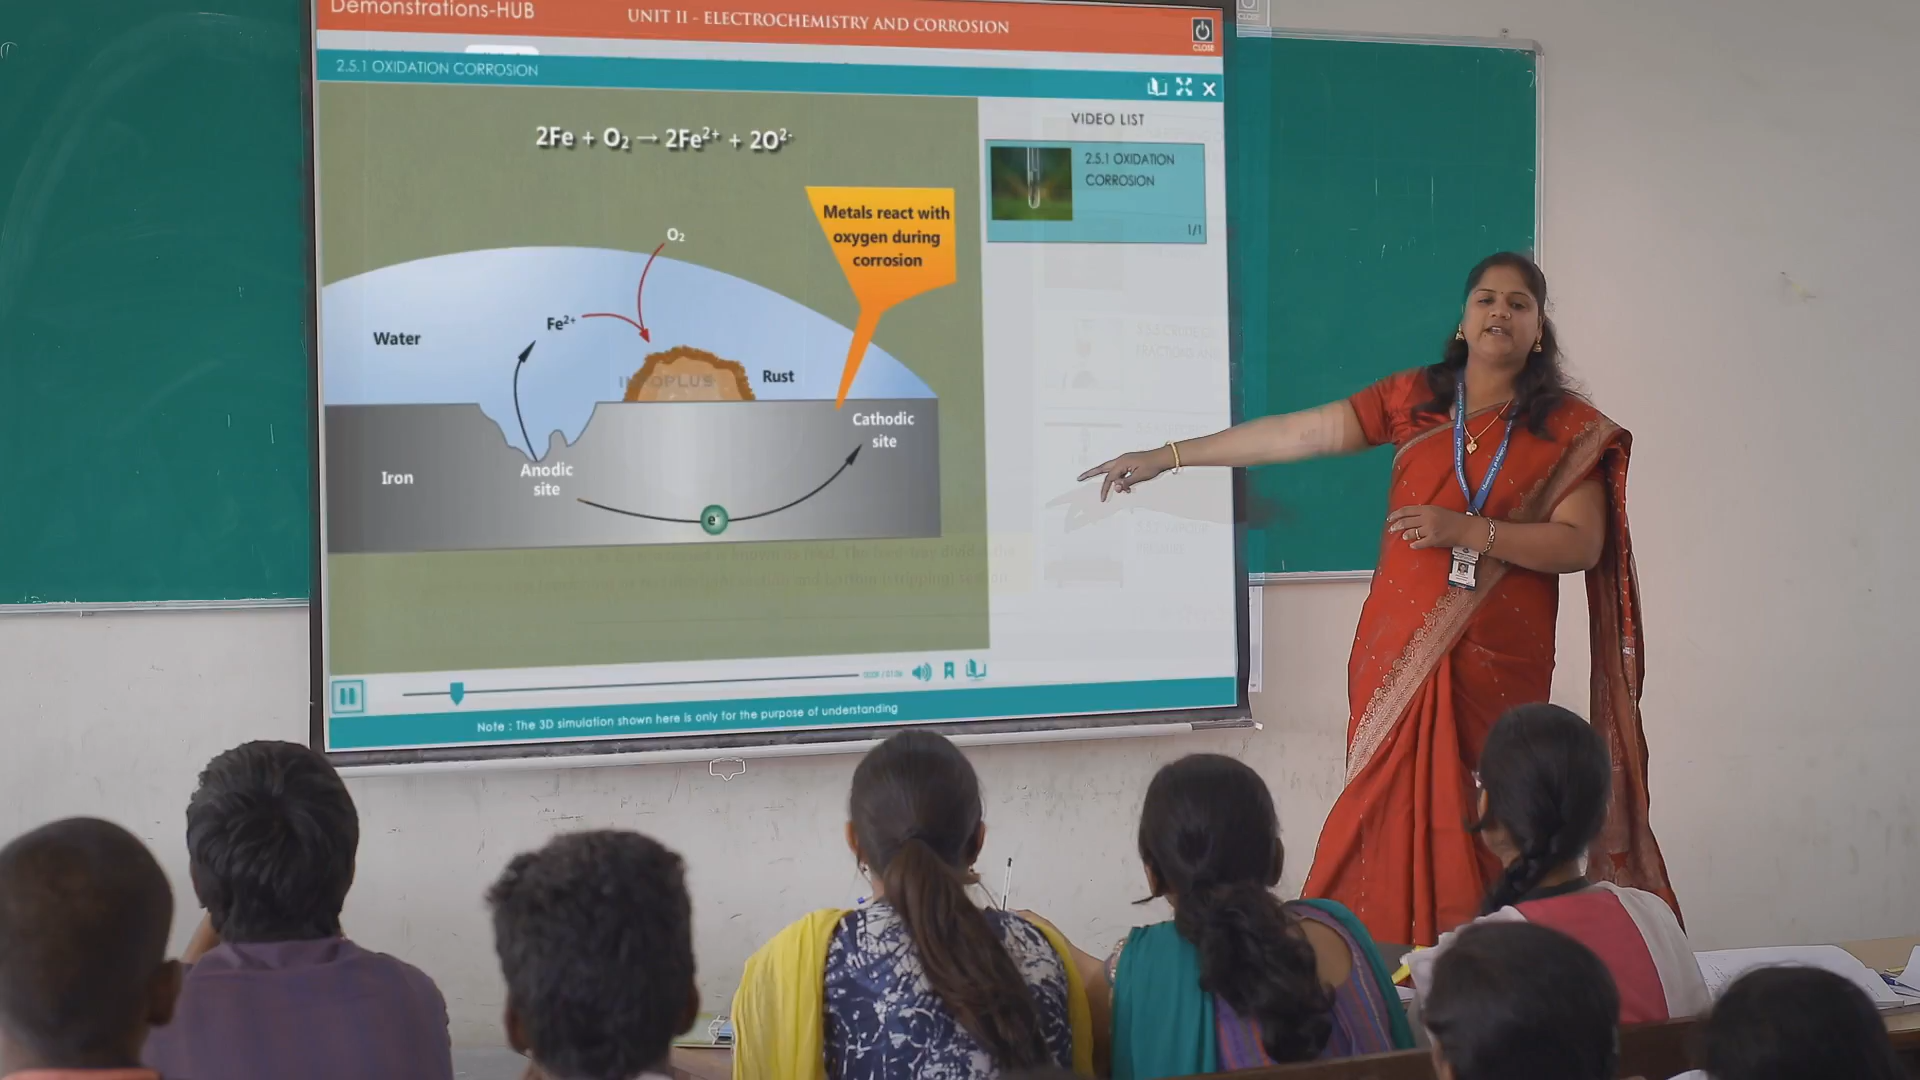 Demonstrations-HUB
UNIT II - ELECTROCHEMISTRY AND CORROSION
CLOSE
2.5.1 OXIDATION CORROSION
VIDEO LIST
2.5.1 OXIDATION
CORROSION
1/1
2Fe + O₂ → 2Fe²⁺ + 2O²⁻
Metals react with
oxygen during
corrosion
O₂
Fe²⁺
Water
Rust
Cathodic
site
Iron
Anodic
site
e⁻
Note : The 3D simulation shown here is only for the purpose of understanding